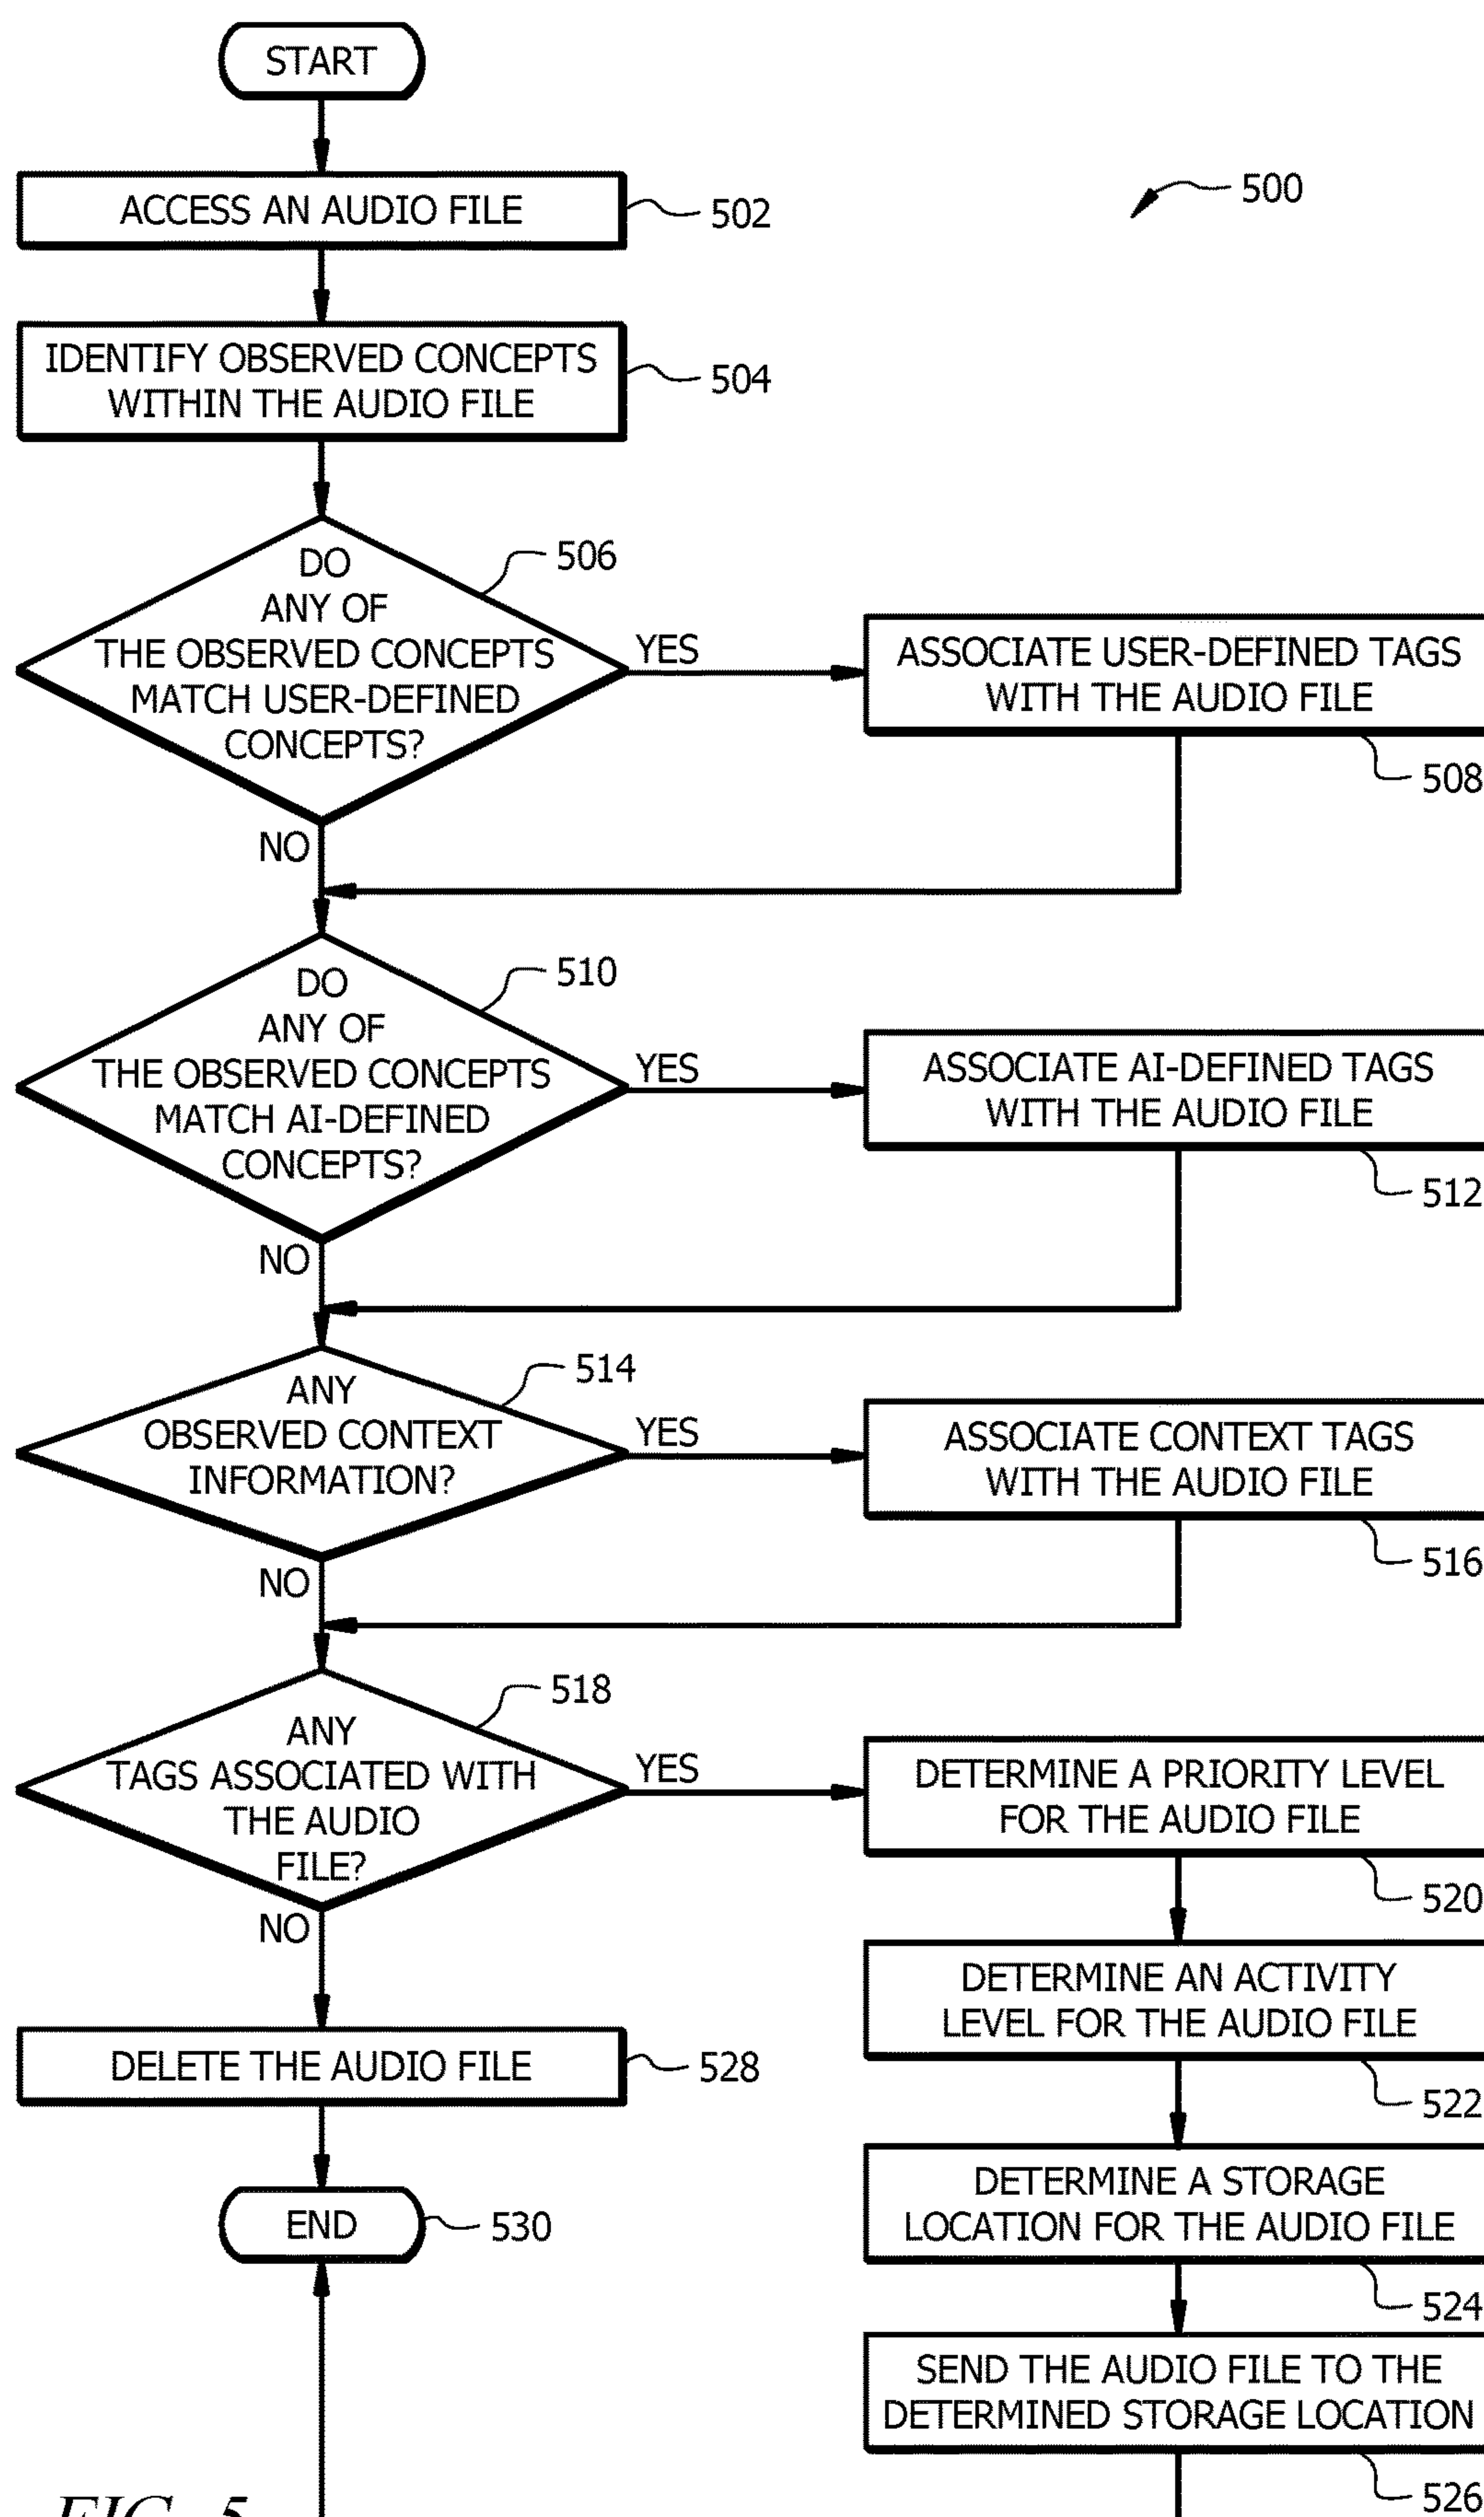 START
ACCESS AN AUDIO FILE
502
500
IDENTIFY OBSERVED CONCEPTS
WITHIN THE AUDIO FILE
504
DO
ANY OF
THE OBSERVED CONCEPTS
MATCH USER-DEFINED
CONCEPTS?
506
YES
NO
ASSOCIATE USER-DEFINED TAGS
WITH THE AUDIO FILE
508
DO
ANY OF
THE OBSERVED CONCEPTS
MATCH AI-DEFINED
CONCEPTS?
510
YES
NO
ASSOCIATE AI-DEFINED TAGS
WITH THE AUDIO FILE
512
ANY
OBSERVED CONTEXT
INFORMATION?
514
YES
NO
ASSOCIATE CONTEXT TAGS
WITH THE AUDIO FILE
516
ANY
TAGS ASSOCIATED WITH
THE AUDIO
FILE?
518
YES
NO
DETERMINE A PRIORITY LEVEL
FOR THE AUDIO FILE
520
DETERMINE AN ACTIVITY
LEVEL FOR THE AUDIO FILE
522
DELETE THE AUDIO FILE
528
DETERMINE A STORAGE
LOCATION FOR THE AUDIO FILE
524
END
530
SEND THE AUDIO FILE TO THE
DETERMINED STORAGE LOCATION
526
FIG. 5